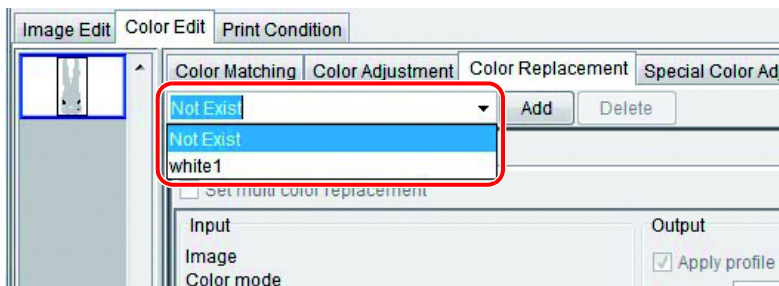 Image Edit Color Edit Print Condition
Color Matching Color Adjustment Color Replacement Special Color Ad
Not Exist Add Delete
Not Exist
white1
Set multi color replacement
Input Output
Image Apply profile
Color mode